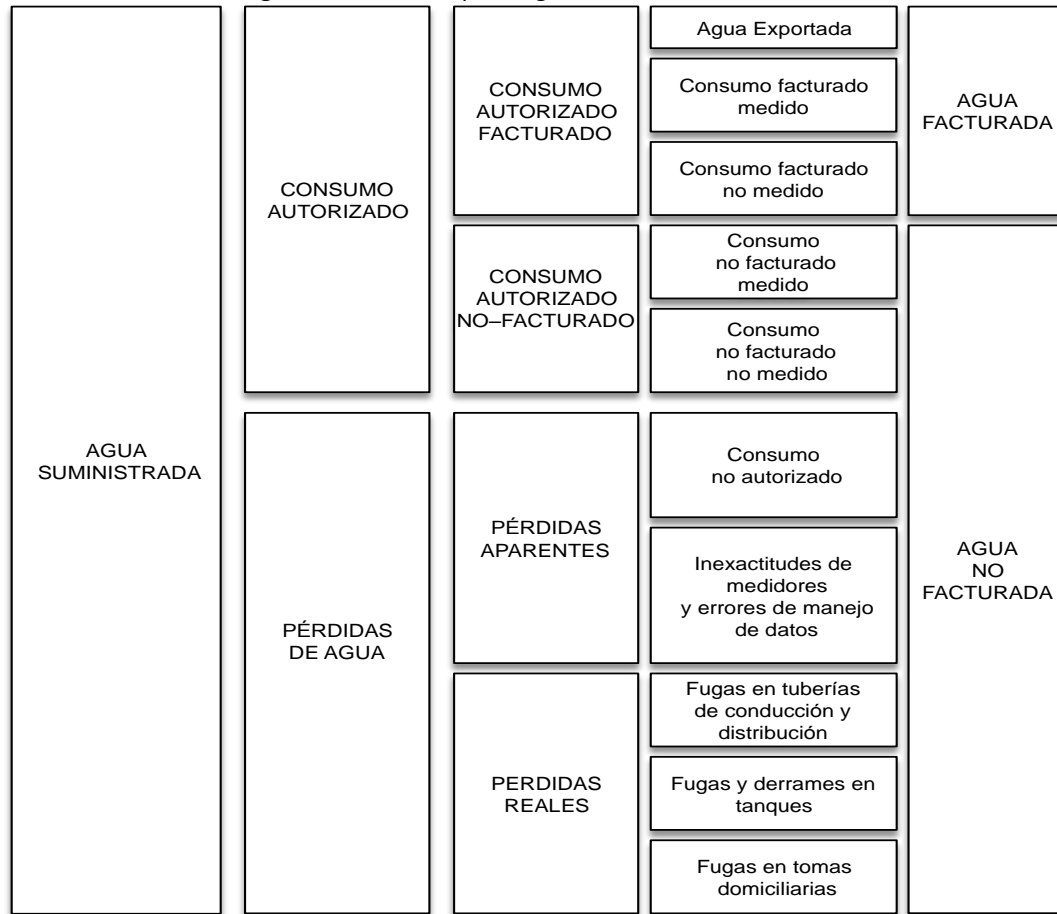 AGUA
SUMINISTRADA
CONSUMO
AUTORIZADO
PÉRDIDAS
DE AGUA
CONSUMO
AUTORIZADO
FACTURADO
CONSUMO
AUTORIZADO
NO–FACTURADO
PÉRDIDAS
APARENTES
PERDIDAS
REALES
Agua Exportada
Consumo facturado
medido
Consumo facturado
no medido
Consumo
no facturado
medido
Consumo
no facturado
no medido
Consumo
no autorizado
Inexactitudes de
medidores
y errores de manejo
de datos
Fugas en tuberías
de conducción y
distribución
Fugas y derrames en
tanques
Fugas en tomas
domiciliarias
AGUA
FACTURADA
AGUA
NO
FACTURADA